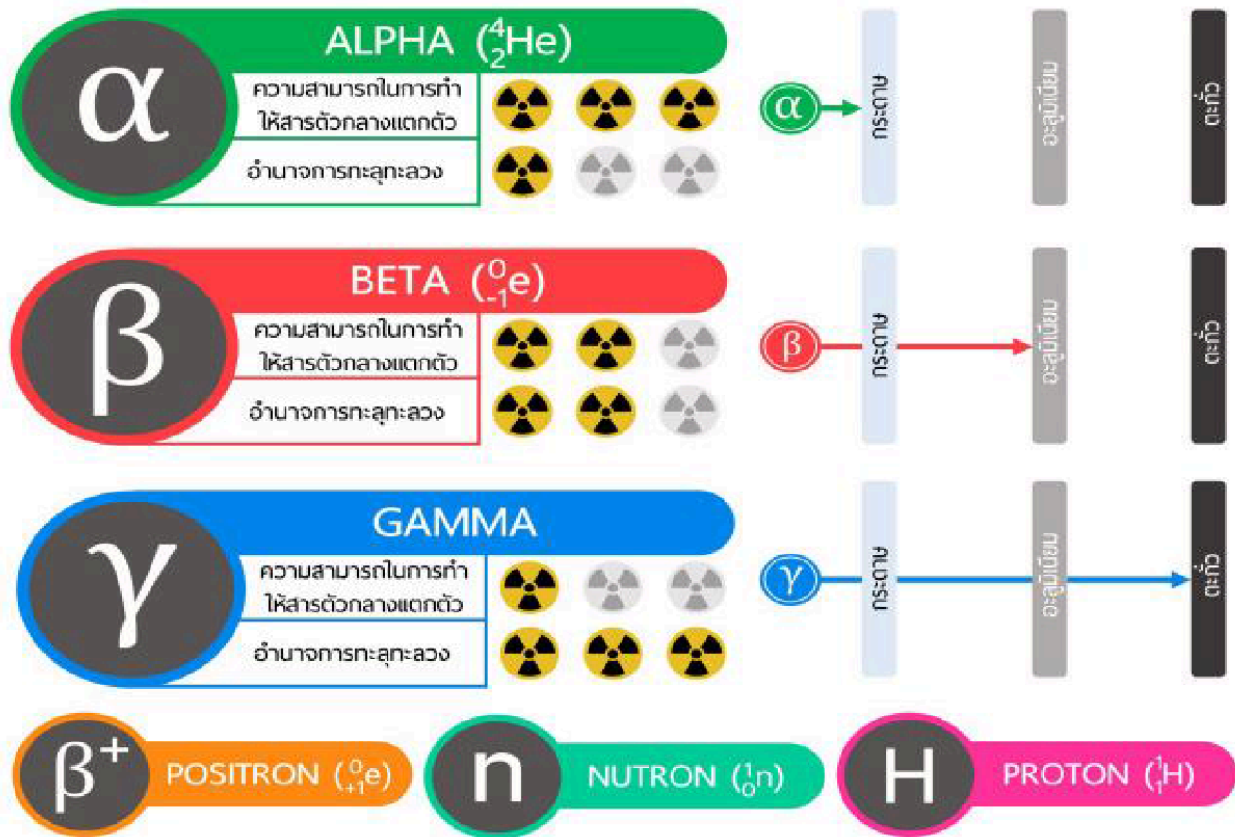 α
ALPHA (⁴₂He)
ความสามารถในการทำ
ให้สารตัวกลางแตกตัว
อำนาจการทะลุทะลวง
α
กระดาษ
อะลูมิเนียม
ตะกั่ว
β
BETA (⁰₋₁e)
ความสามารถในการทำ
ให้สารตัวกลางแตกตัว
อำนาจการทะลุทะลวง
β
กระดาษ
อะลูมิเนียม
ตะกั่ว
γ
GAMMA
ความสามารถในการทำ
ให้สารตัวกลางแตกตัว
อำนาจการทะลุทะลวง
γ
กระดาษ
อะลูมิเนียม
ตะกั่ว
β⁺
POSITRON (⁰₊₁e)
n
NUTRON (¹₀n)
H
PROTON (¹₁H)